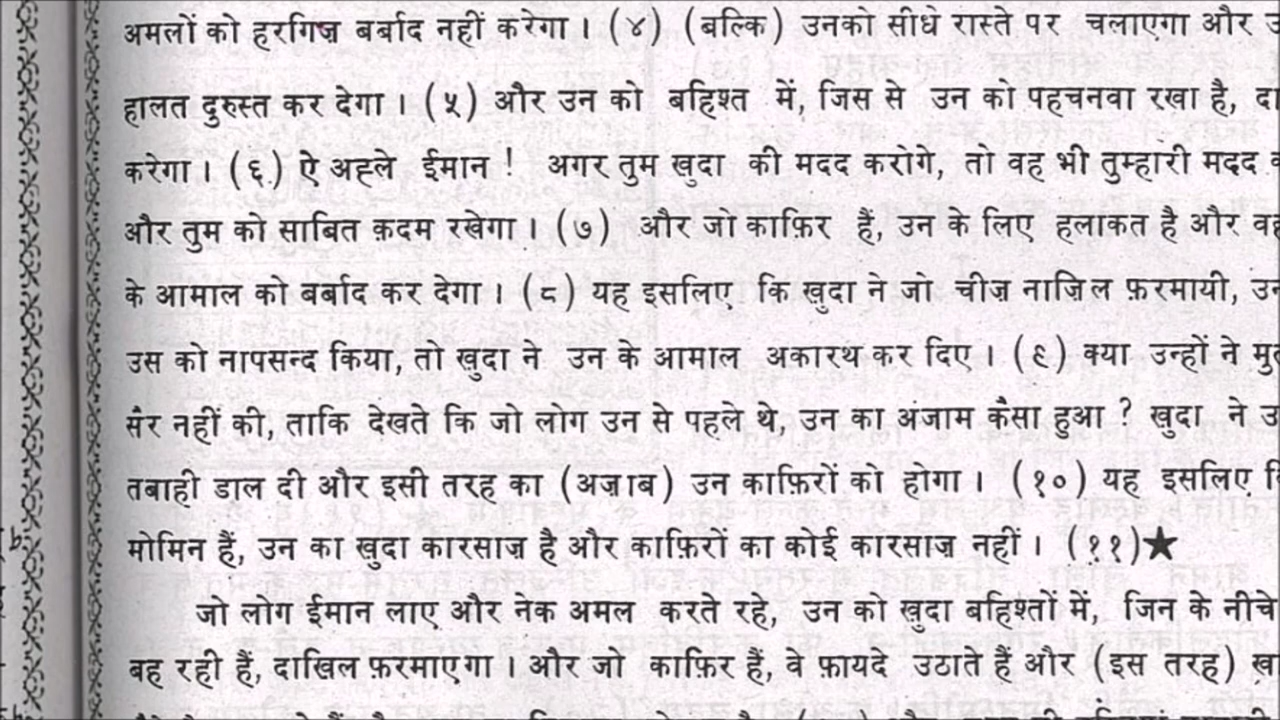 अमलों को हरगिज़ बर्बाद नहीं करेगा । (४) (बल्कि) उनको सीधे रास्ते पर चलाएगा और
हालत दुरुस्त कर देगा । (५) और उन को बहिश्त में, जिस से उन को पहचनवा रखा है,
करेगा । (६) ऐ अह्ले ईमान ! अगर तुम ख़ुदा की मदद करोगे, तो वह भी तुम्हारी मदद
और तुम को साबित क़दम रखेगा । (७) और जो काफ़िर हैं, उन के लिए हलाकत है और वह
के आमाल को बर्बाद कर देगा । (८) यह इसलिए कि ख़ुदा ने जो चीज़ नाज़िल फ़रमायी,
उस को नापसन्द किया, तो ख़ुदा ने उन के आमाल अकारथ कर दिए । (९) क्या उन्हों ने
सैर नहीं की, ताकि देखते कि जो लोग उन से पहले थे, उन का अंजाम कैसा हुआ ? ख़ुदा ने
तबाही डाल दी और इसी तरह का (अज़ाब) उन काफ़िरों को होगा । (१०) यह इसलिए
मोमिन हैं, उन का ख़ुदा कारसाज़ है और काफ़िरों का कोई कारसाज़ नहीं । (११)★
जो लोग ईमान लाए और नेक अमल करते रहे, उन को ख़ुदा बहिश्तों में, जिन के नीचे
बह रही हैं, दाख़िल फ़रमाएगा । और जो काफ़िर हैं, वे फ़ायदे उठाते हैं और (इस तरह)